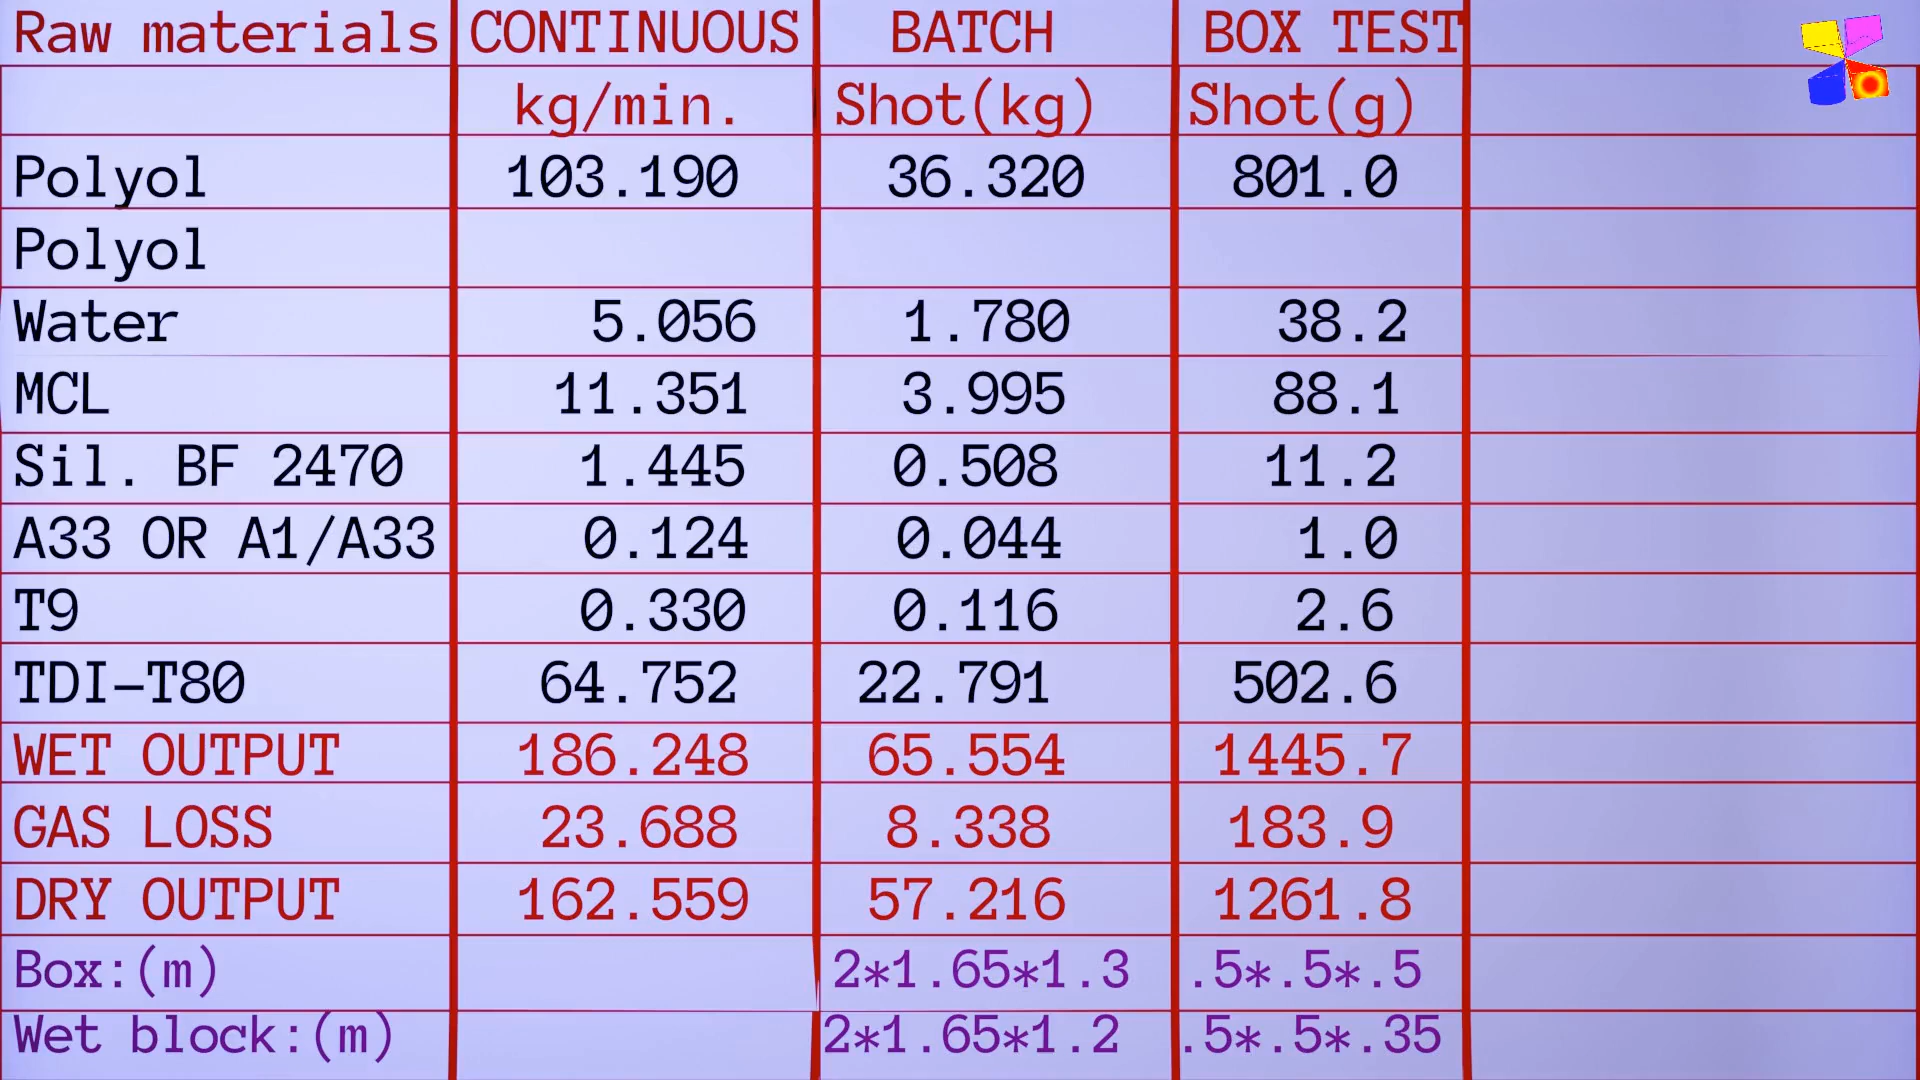 Raw materials CONTINUOUS BATCH BOX TEST
kg/min. Shot(kg) Shot(g)
Polyol 103.190 36.320 801.0
Polyol
Water 5.056 1.780 38.2
MCL 11.351 3.995 88.1
Sil. BF 2470 1.445 0.508 11.2
A33 OR A1/A33 0.124 0.044 1.0
T9 0.330 0.116 2.6
TDI-T80 64.752 22.791 502.6
WET OUTPUT 186.248 65.554 1445.7
GAS LOSS 23.688 8.338 183.9
DRY OUTPUT 162.559 57.216 1261.8
Box:(m) 2*1.65*1.3 .5*.5*.5
Wet block:(m) 2*1.65*1.2 .5*.5*.35